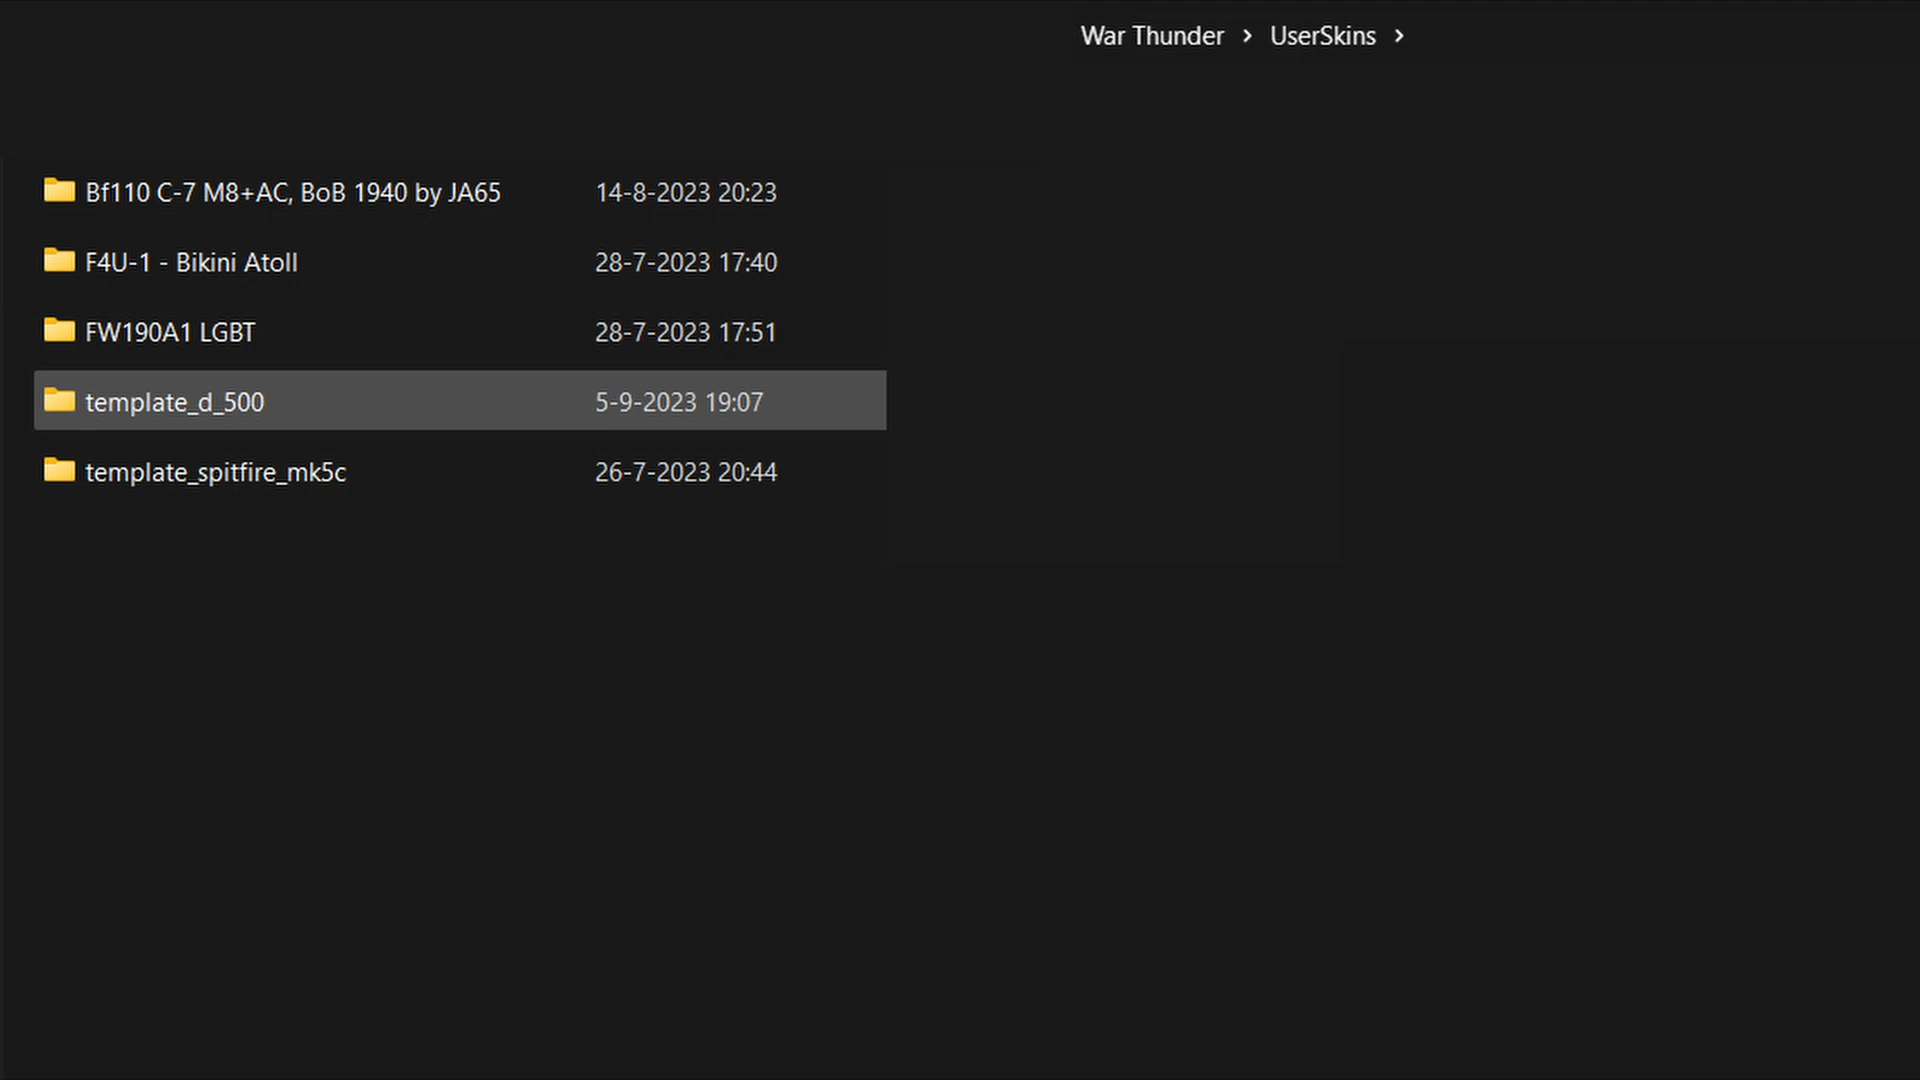 War Thunder > UserSkins >
Bf110 C-7 M8+AC, BoB 1940 by JA65 14-8-2023 20:23
F4U-1 - Bikini Atoll 28-7-2023 17:40
FW190A1 LGBT 28-7-2023 17:51
template_d_500 5-9-2023 19:07
template_spitfire_mk5c 26-7-2023 20:44